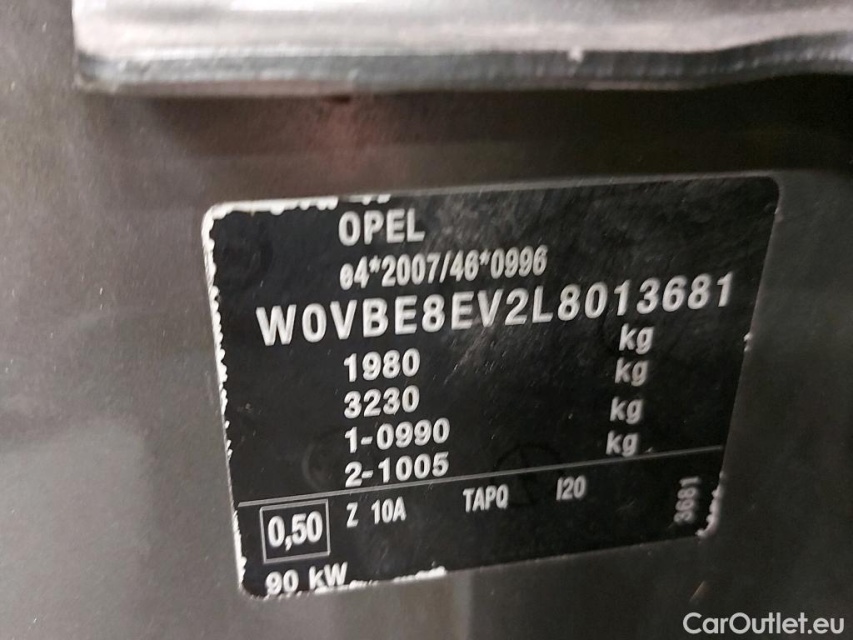 OPEL
e4*2007/46*0996
W0VBE8EV2L8013681
1980 kg
3230 kg
1-0990 kg
2-1005 kg
0,50 Z 10A TAPQ I20 3681
90 kW
CarOutlet.eu